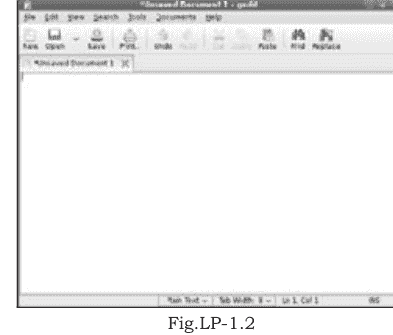 *Unsaved Document 1 - gedit
File Edit View Search Tools Documents Help
New Open Save Print... Undo Redo Cut Copy Paste Find Replace
*Unsaved Document 1
Plain Text Tab Width: 8 Ln 1, Col 1 INS
Fig.LP-1.2